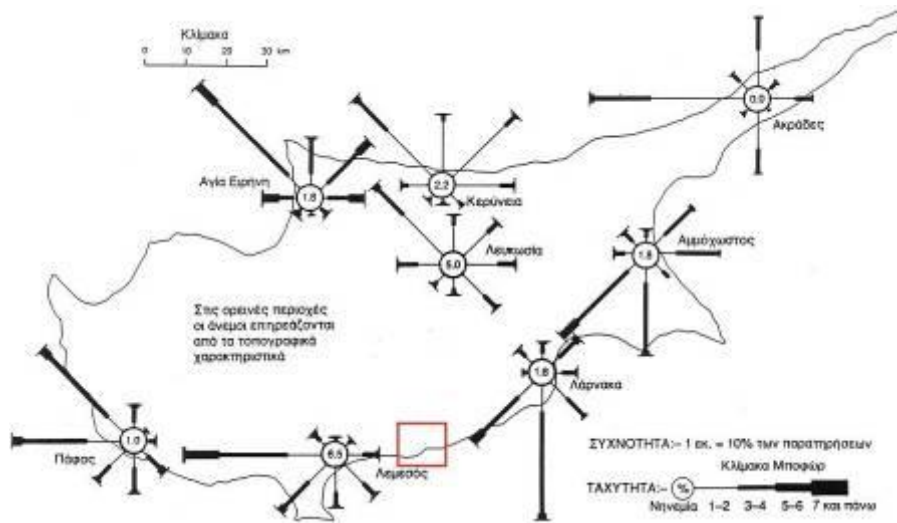 Κλίμακα
0 10 20 30 km
0.0
Ακράδες
Αγία Ειρήνη
1.8
2.2
Κερύνεια
Λευκωσία
5.0
Αμμόχωστος
1.8
Στις ορεινές περιοχές
οι άνεμοι επηρεάζονται
από τα τοπογραφικά
χαρακτηριστικά
1.8
Λάρνακα
Πάφος
1.0
6.5
Λεμεσός
ΣΥΧΝΟΤΗΤΑ:– 1 εκ. = 10% των παρατηρήσεων
Κλίμακα Μποφώρ
ΤΑΧΥΤΗΤΑ:– %
Νηνεμία 1–2 3–4 5–6 7 και πάνω